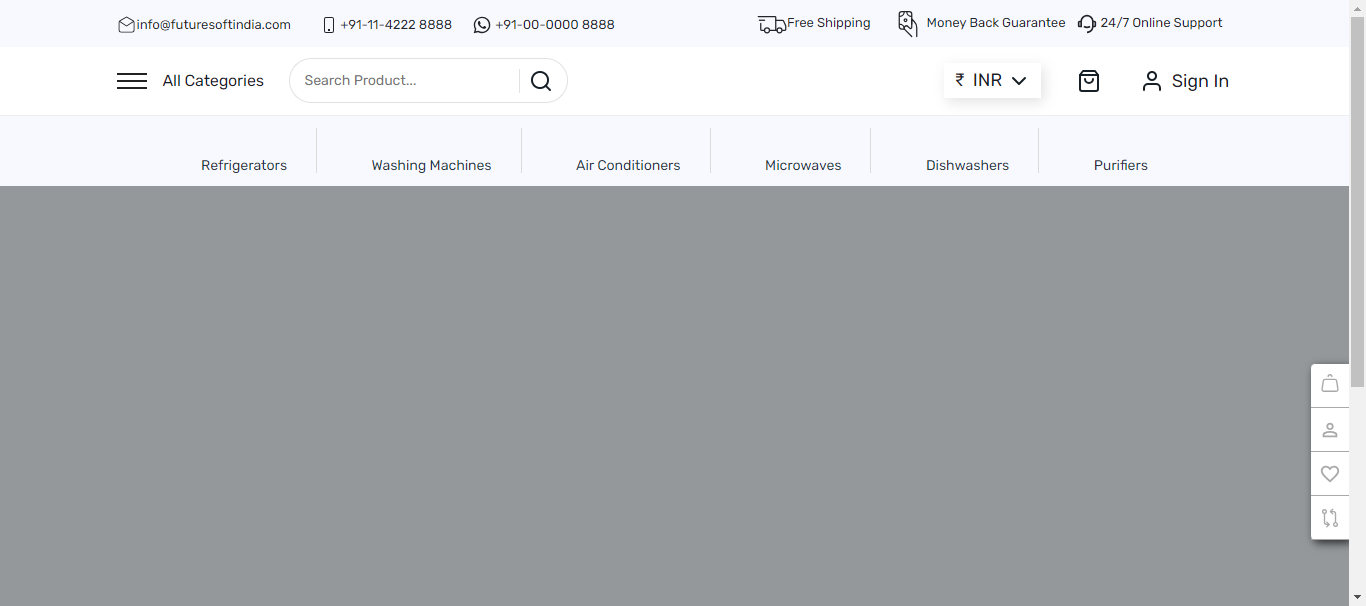 info@futuresoftindia.com +91-11-4222 8888 +91-00-0000 8888 Free Shipping Money Back Guarantee 24/7 Online Support
All Categories Search Product... ₹ INR Sign In
Refrigerators Washing Machines Air Conditioners Microwaves Dishwashers Purifiers